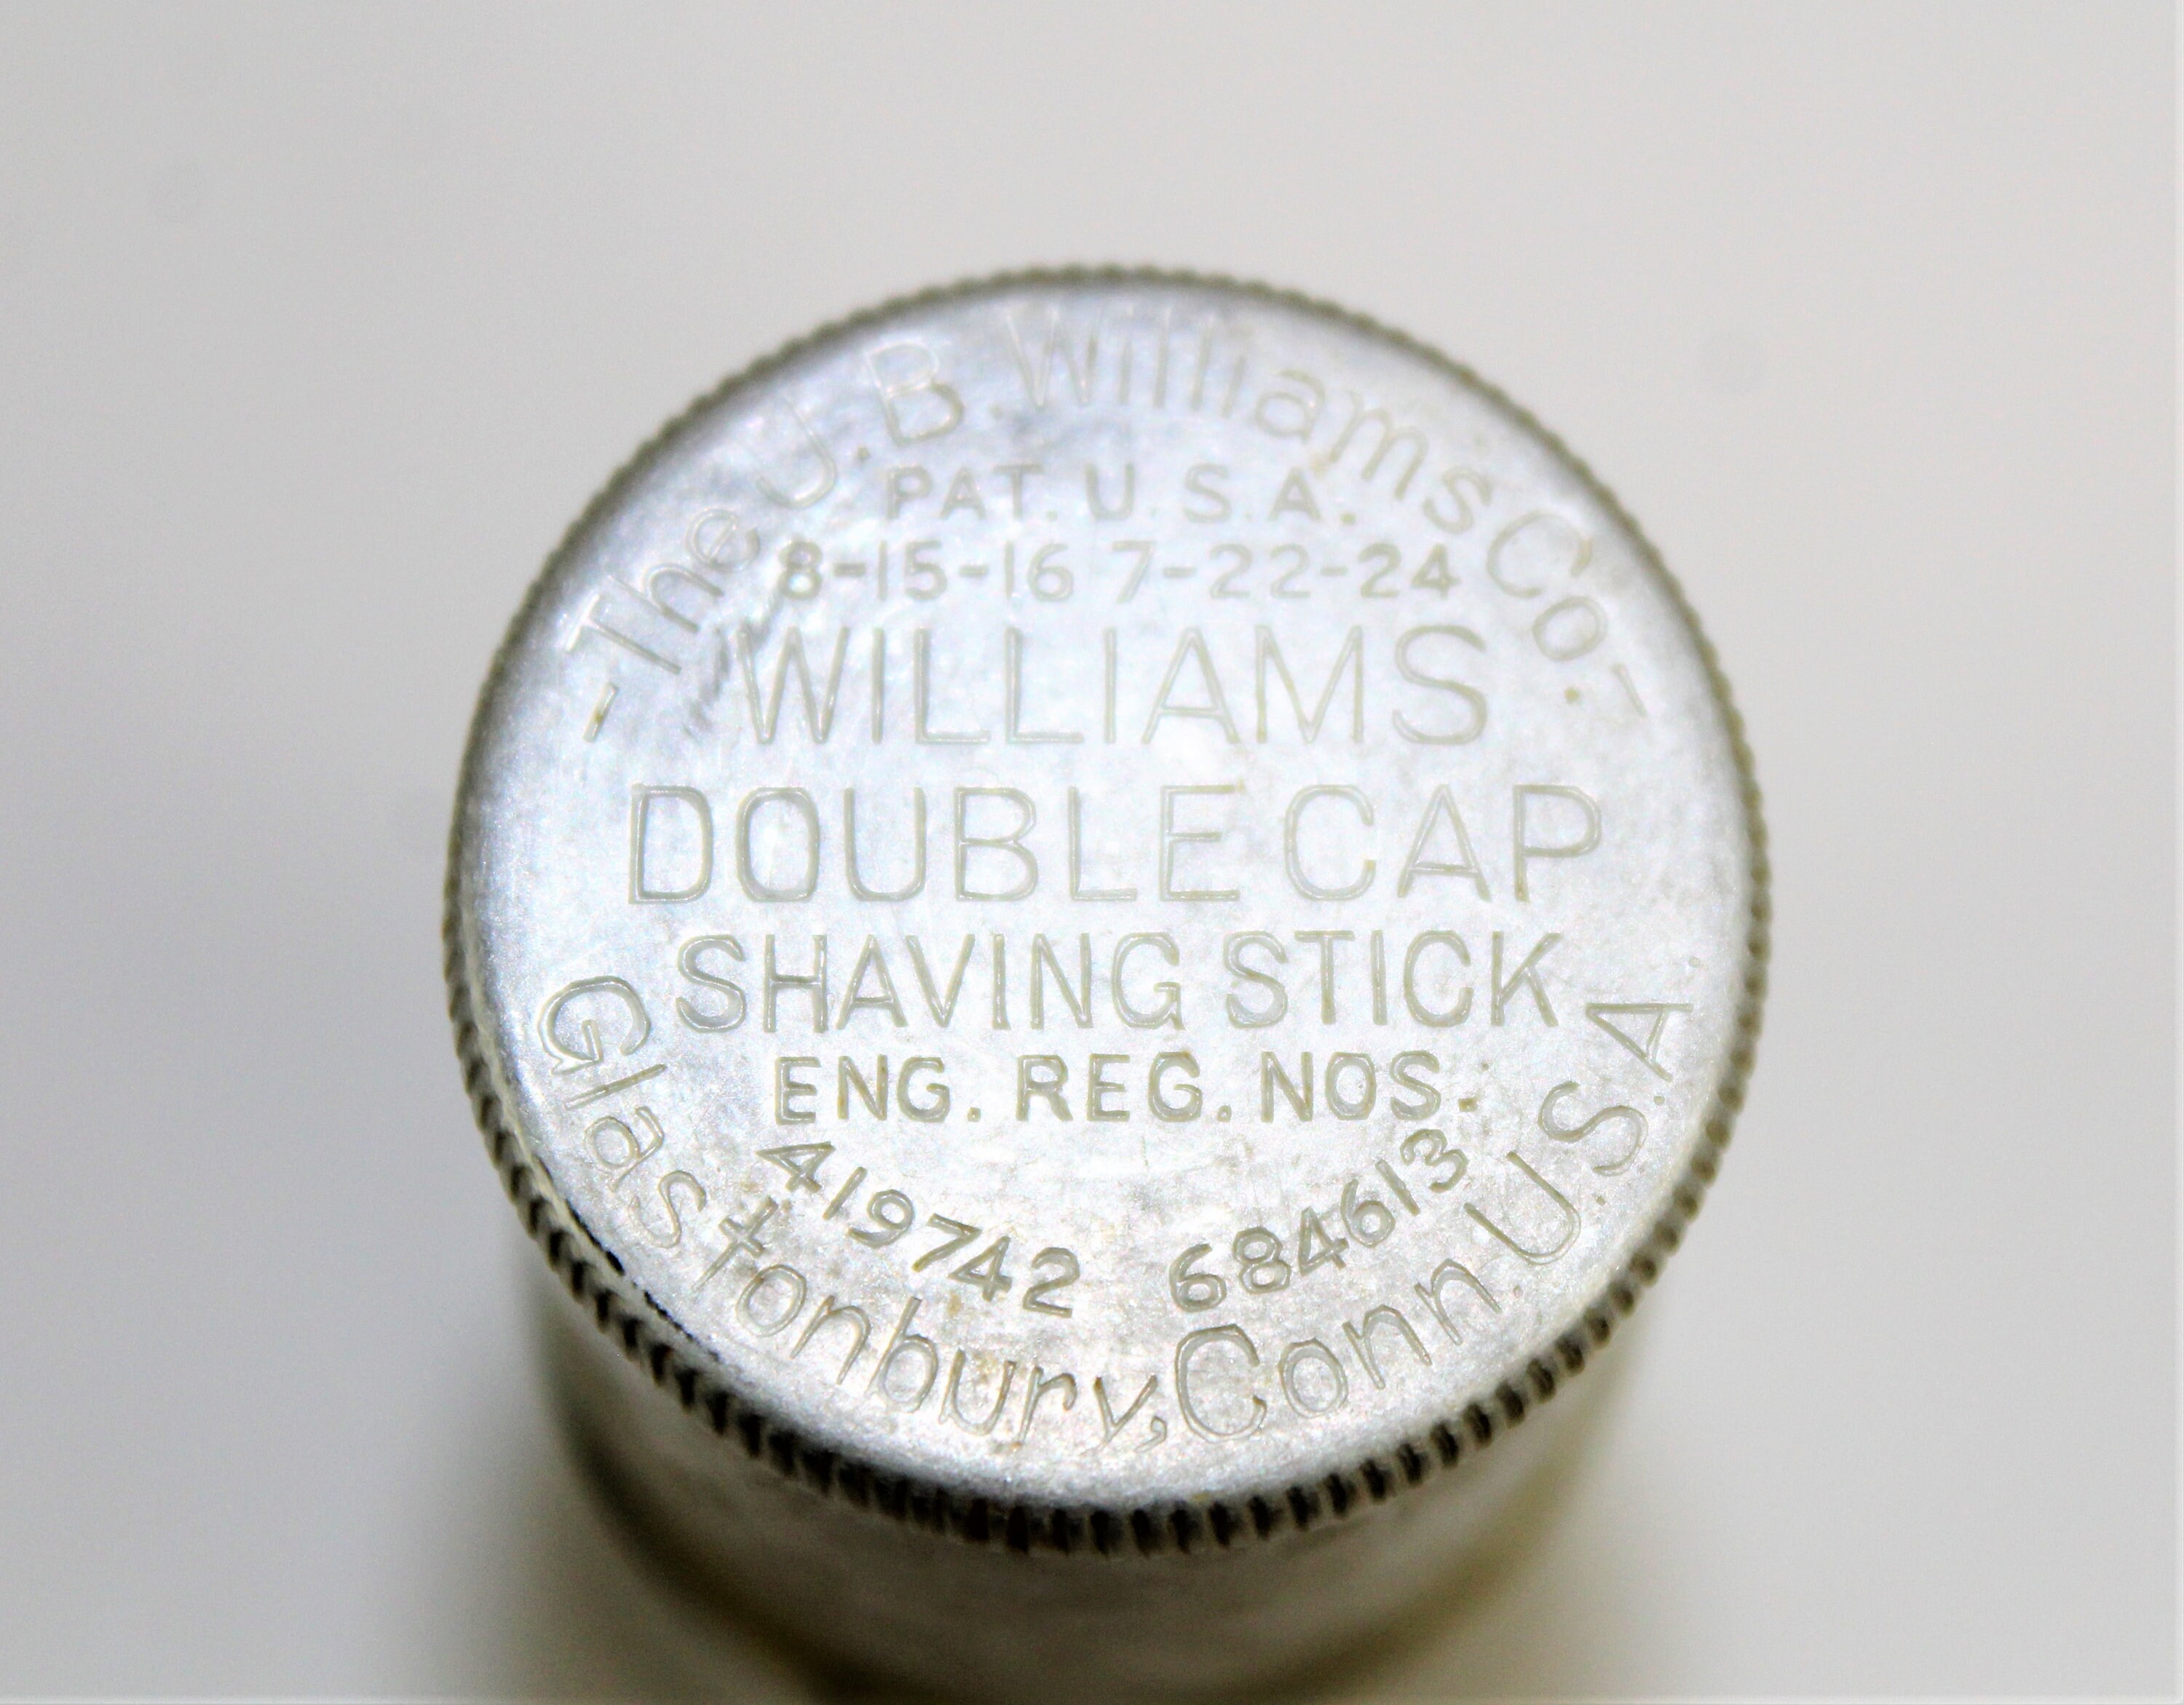 -The J.B. Williams Co.-
PAT. U.S.A.
8-15-16 7-22-24
WILLIAMS
DOUBLE CAP
SHAVING STICK
ENG. REG. NOS.
419742 684613
Glastonbury, Conn. U.S.A.